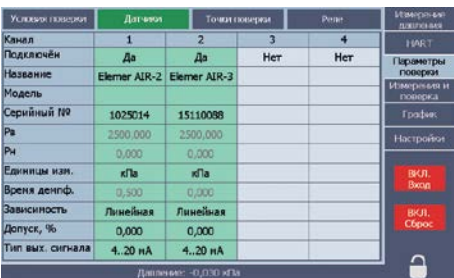 Условия поверки Датчики Точки поверки Реле
Измерение давления
HART
Параметры поверки
Измерения и поверка
График
Настройки
ВКЛ. Вход
ВКЛ. Сброс
Канал 1 2 3 4
Подключён Да Да Нет Нет
Название Elemer AIR-2 Elemer AIR-3
Модель
Серийный № 1025014 15110088
Рв 2500,000 2500,000
Рн 0,000 0,000
Единицы изм. кПа кПа
Время демпф. 0,500 0,000
Зависимость Линейная Линейная
Допуск, % 0,000 0,000
Тип вых. сигнала 4..20 мА 4..20 мА
Давление: -0,030 кПа